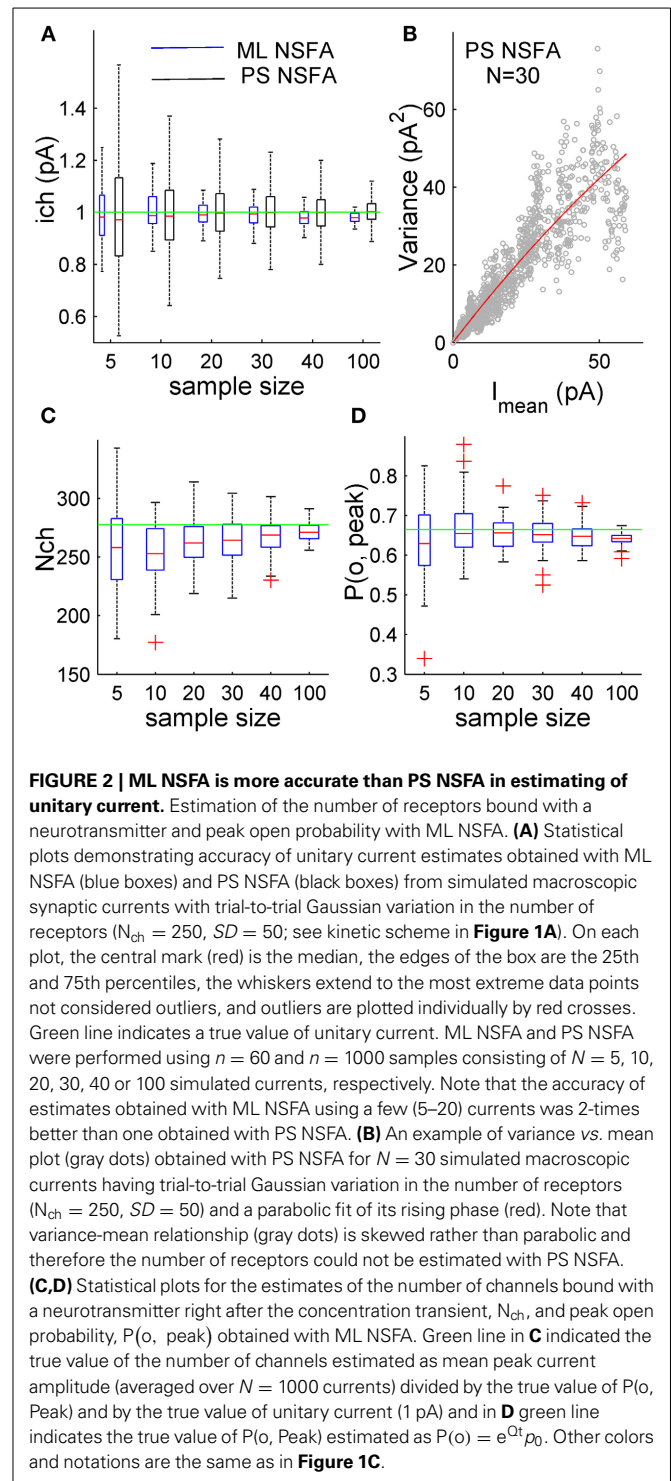 A
ML NSFA
PS NSFA
ich (pA)
1.4
1.2
1
0.8
0.6
5 10 20 30 40 100
sample size
B
PS NSFA
N=30
Variance (pA²)
60
40
20
0
0 50
I_mean (pA)
C
Nch
300
250
200
150
5 10 20 30 40 100
sample size
D
P(o, peak)
0.8
0.7
0.6
0.5
0.4
0.3
5 10 20 30 40 100
sample size
FIGURE 2 | ML NSFA is more accurate than PS NSFA in estimating of
unitary current. Estimation of the number of receptors bound with a
neurotransmitter and peak open probability with ML NSFA. (A) Statistical
plots demonstrating accuracy of unitary current estimates obtained with ML
NSFA (blue boxes) and PS NSFA (black boxes) from simulated macroscopic
synaptic currents with trial-to-trial Gaussian variation in the number of
receptors (Nch = 250, SD = 50; see kinetic scheme in Figure 1A). On each
plot, the central mark (red) is the median, the edges of the box are the 25th
and 75th percentiles, the whiskers extend to the most extreme data points
not considered outliers, and outliers are plotted individually by red crosses.
Green line indicates a true value of unitary current. ML NSFA and PS NSFA
were performed using n = 60 and n = 1000 samples consisting of N = 5, 10,
20, 30, 40 or 100 simulated currents, respectively. Note that the accuracy of
estimates obtained with ML NSFA using a few (5–20) currents was 2-times
better than one obtained with PS NSFA. (B) An example of variance vs. mean
plot (gray dots) obtained with PS NSFA for N = 30 simulated macroscopic
currents having trial-to-trial Gaussian variation in the number of receptors
(Nch = 250, SD = 50) and a parabolic fit of its rising phase (red). Note that
variance-mean relationship (gray dots) is skewed rather than parabolic and
therefore the number of receptors could not be estimated with PS NSFA.
(C,D) Statistical plots for the estimates of the number of channels bound with
a neurotransmitter right after the concentration transient, Nch, and peak open
probability, P(o, peak) obtained with ML NSFA. Green line in C indicated the
true value of the number of channels estimated as mean peak current
amplitude (averaged over N = 1000 currents) divided by the true value of P(o,
Peak) and by the true value of unitary current (1 pA) and in D green line
indicates the true value of P(o, Peak) estimated as P(o) = e^Qt p₀. Other colors
and notations are the same as in Figure 1C.